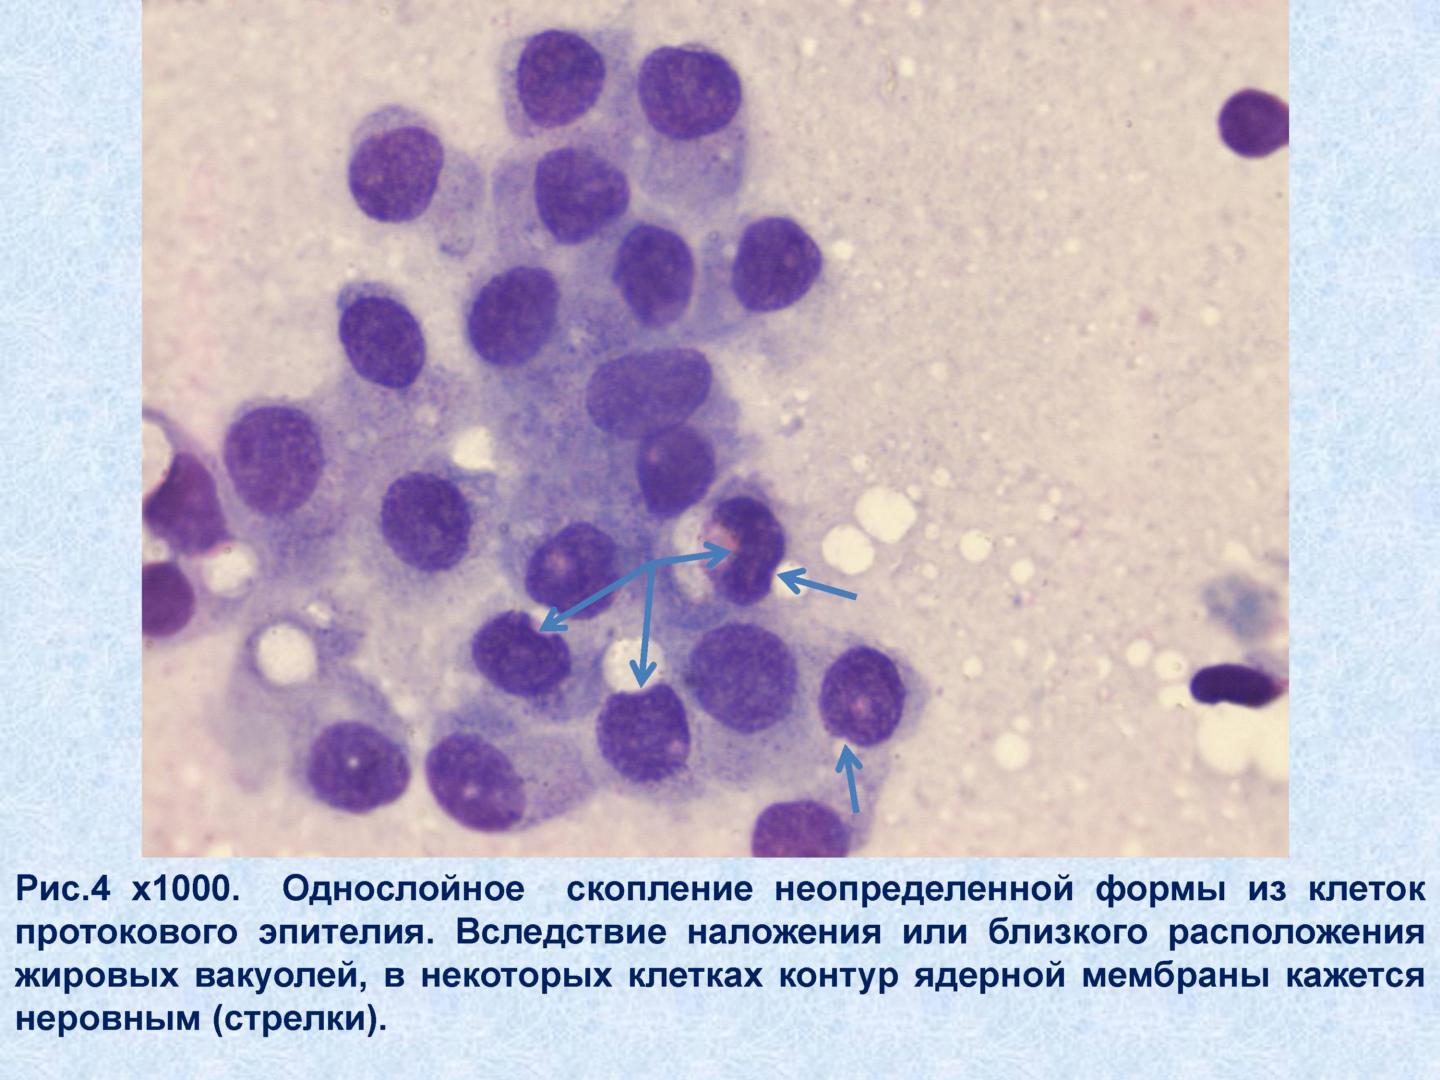 Рис.4 х1000. Однослойное скопление неопределенной формы из клеток
протокового эпителия. Вследствие наложения или близкого расположения
жировых вакуолей, в некоторых клетках контур ядерной мембраны кажется
неровным (стрелки).